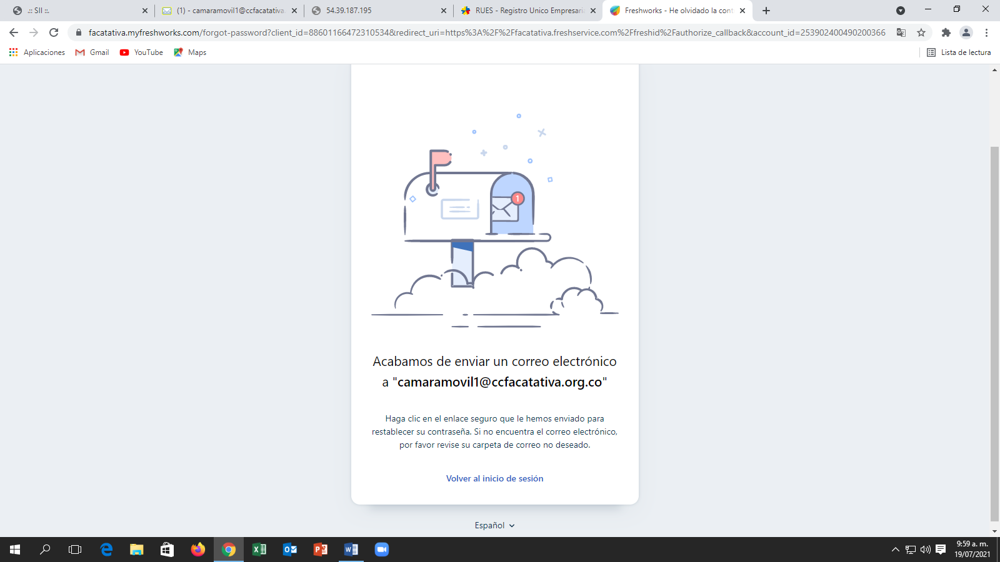 .:: SII ::.
(1) - camaramovil1@ccfacatativa.
54.39.187.195
RUES - Registro Unico Empresari
Freshworks - He olvidado la cont
facatativa.myfreshworks.com/forgot-password?client_id=88601166472310534&redirect_uri=https%3A%2F%2Ffacatativa.freshservice.com%2Ffreshid%2Fauthorize_callback&account_id=253902400490200366
Aplicaciones
Gmail
YouTube
Maps
Lista de lectura
1
Acabamos de enviar un correo electrónico
a "camaramovil1@ccfacatativa.org.co"
Haga clic en el enlace seguro que le hemos enviado para
restablecer su contraseña. Si no encuentra el correo electrónico,
por favor revise su carpeta de correo no deseado.
Volver al inicio de sesión
Español
9:59 a. m.
19/07/2021